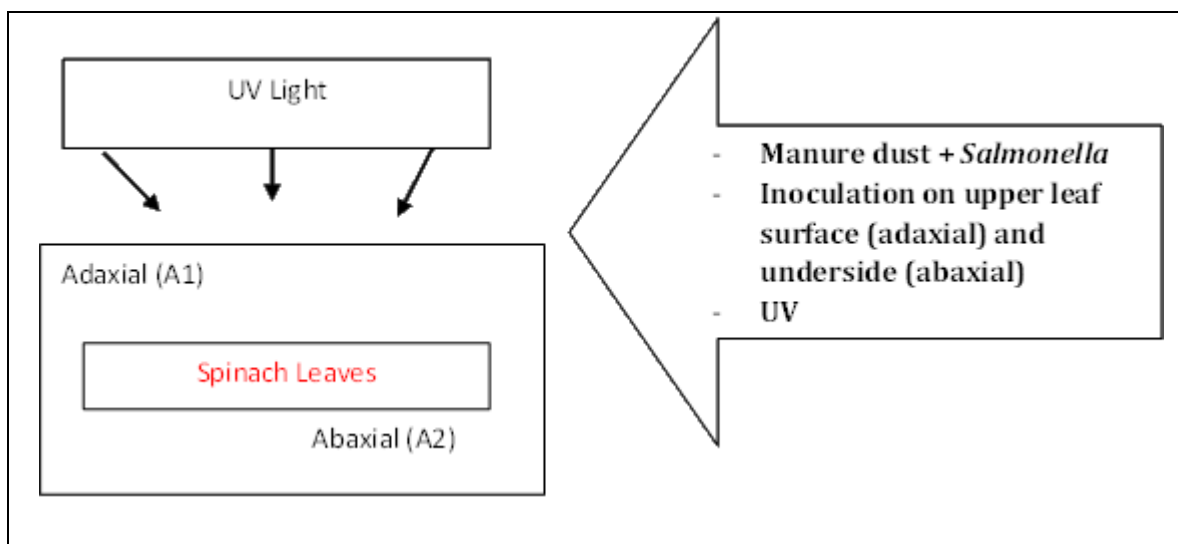 UV Light
Adaxial (A1)
Spinach Leaves
Abaxial (A2)
- Manure dust + Salmonella
- Inoculation on upper leaf
surface (adaxial) and
underside (abaxial)
- UV